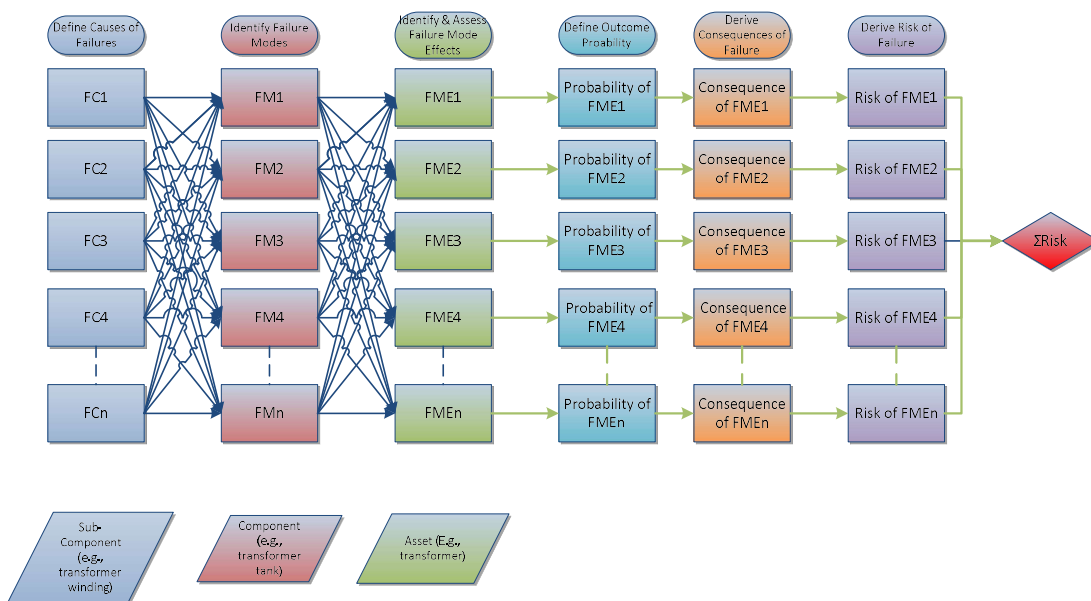 Define Causes of
Failures
Identify Failure
Modes
Identify & Assess
Failure Mode
Effects
Define Outcome
Proability
Derive
Consequences of
Failure
Derive Risk of
Failure
FC1
FM1
FME1
Probability of
FME1
Consequence
of FME1
Risk of FME1
FC2
FM2
FME2
Probability of
FME2
Consequence
of FME2
Risk of FME2
FC3
FM3
FME3
Probability of
FME3
Consequence
of FME3
Risk of FME3
ΣRisk
FC4
FM4
FME4
Probability of
FME4
Consequence
of FME4
Risk of FME4
FCn
FMn
FMEn
Probability of
FMEn
Consequence
of FMEn
Risk of FMEn
Sub-
Component
(e.g.,
transformer
winding)
Component
(e.g.,
transformer
tank)
Asset (E.g.,
transformer)